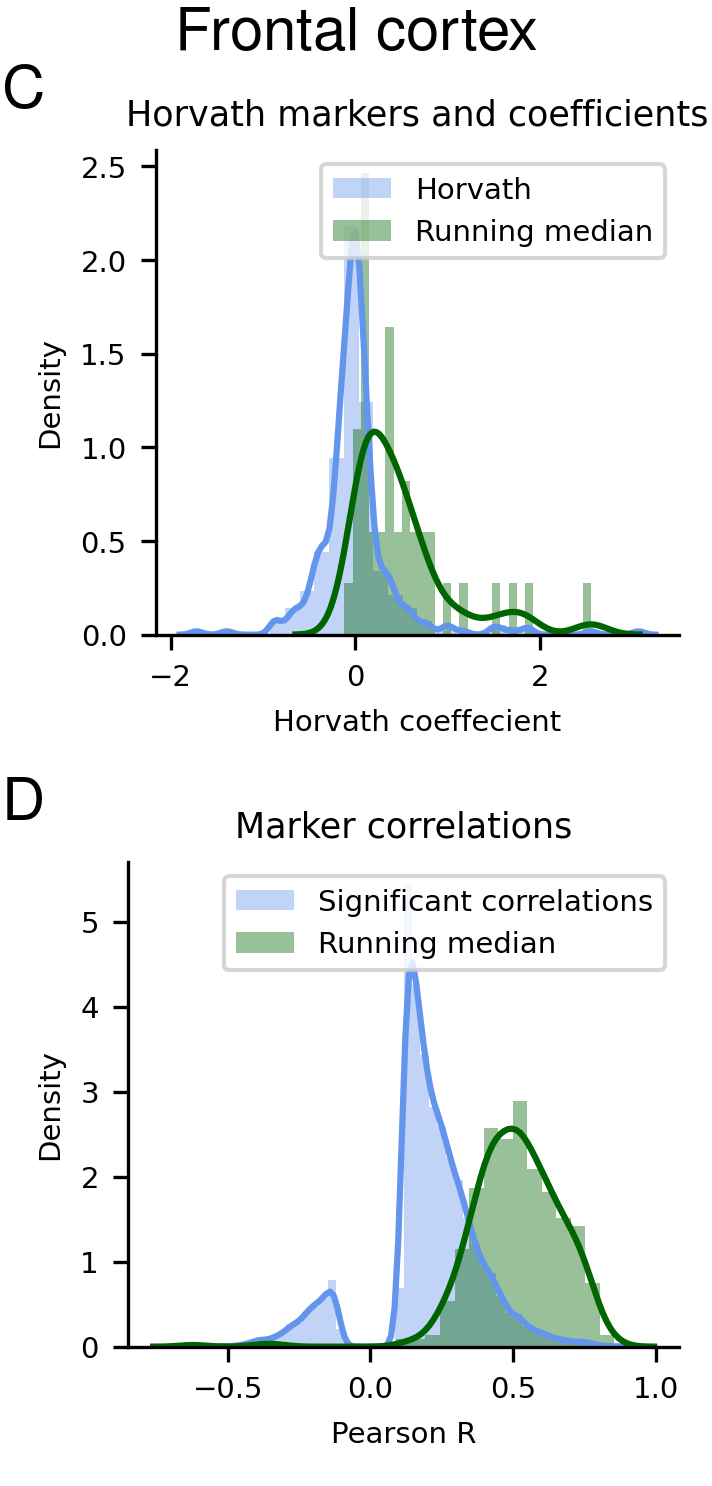 Frontal cortex
C
Horvath markers and coefficients
2.5
2.0
1.5
1.0
0.5
0.0
Density
Horvath
Running median
−2
0
2
Horvath coeffecient
D
Marker correlations
5
4
3
2
1
0
Density
Significant correlations
Running median
−0.5
0.0
0.5
1.0
Pearson R